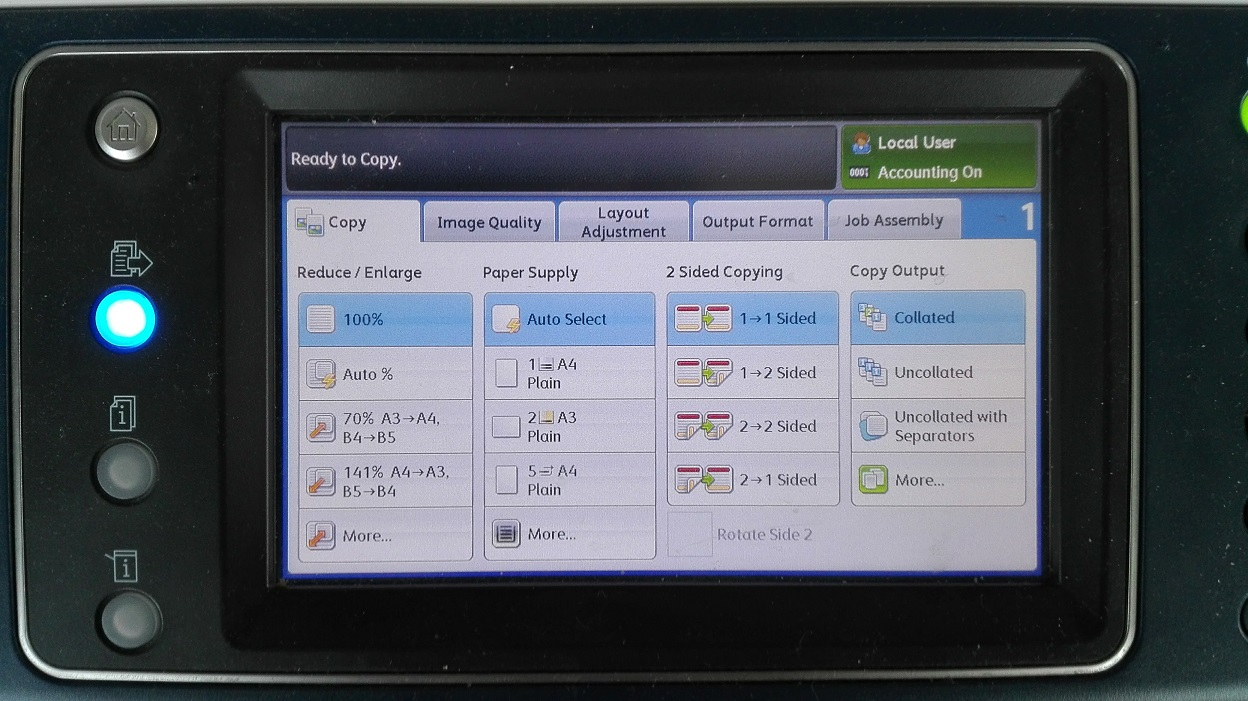 Ready to Copy.
Local User
0001 Accounting On
Copy
Image Quality
Layout
Adjustment
Output Format
Job Assembly
1
Reduce / Enlarge
100%
Auto %
70% A3→A4,
B4→B5
141% A4→A3,
B5→B4
More...
Paper Supply
Auto Select
1 A4
Plain
2 A3
Plain
5 A4
Plain
More...
2 Sided Copying
1→1 Sided
1→2 Sided
2→2 Sided
2→1 Sided
Rotate Side 2
Copy Output
Collated
Uncollated
Uncollated with
Separators
More...